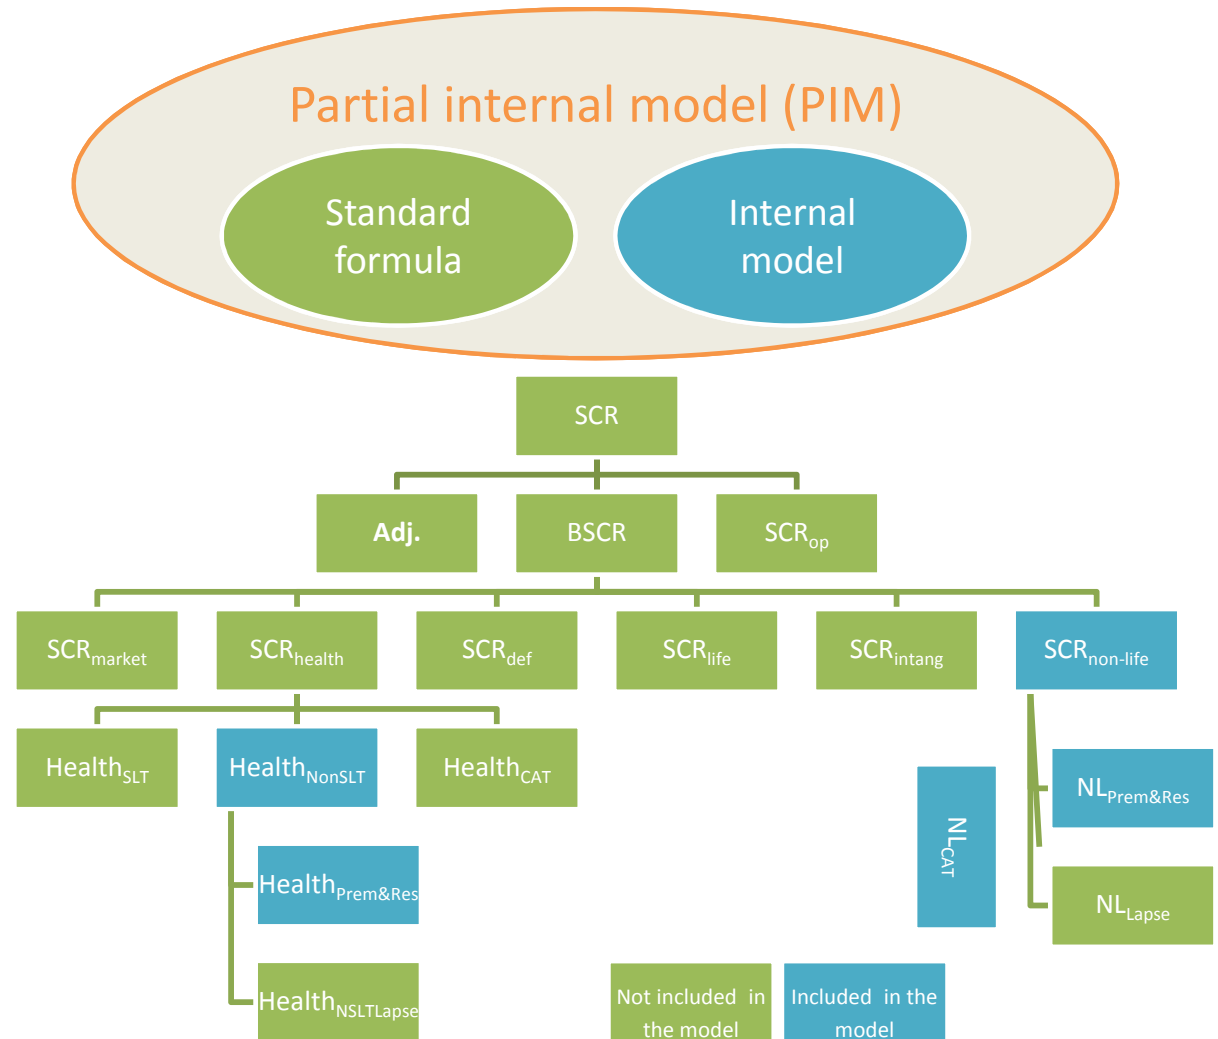 Partial internal model (PIM)
Standard
formula
Internal
model
SCR
Adj.
BSCR
SCRop
SCRmarket
SCRhealth
SCRdef
SCRlife
SCRintang
SCRnon-life
HealthSLT
HealthNonSLT
HealthCAT
NLCAT
NLPrem&Res
HealthPrem&Res
NLLapse
HealthNSLTLapse
Not included in
the model
Included in the
model